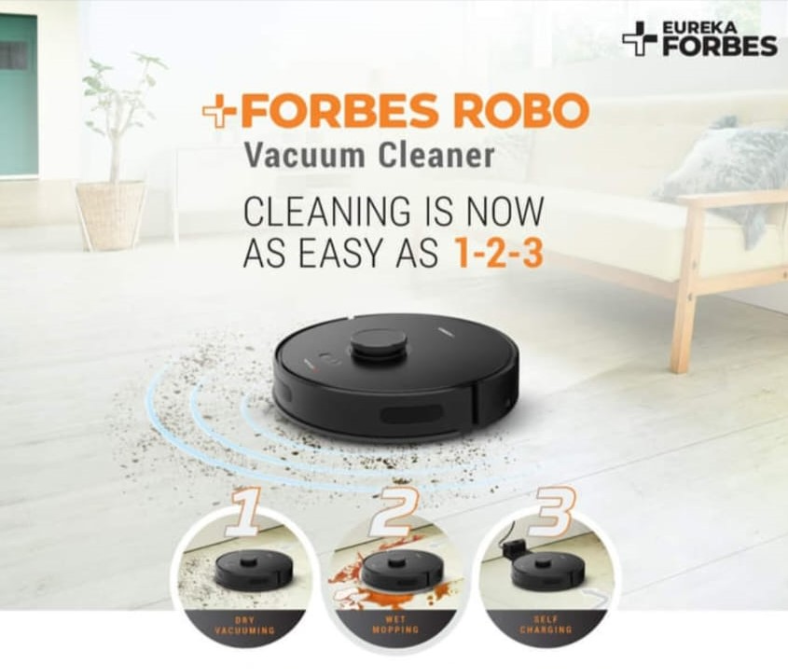 EUREKA
FORBES
FORBES ROBO
Vacuum Cleaner
CLEANING IS NOW
AS EASY AS 1-2-3
1
2
3
DRY
VACUUMING
WET
MOPPING
SELF
CHARGING